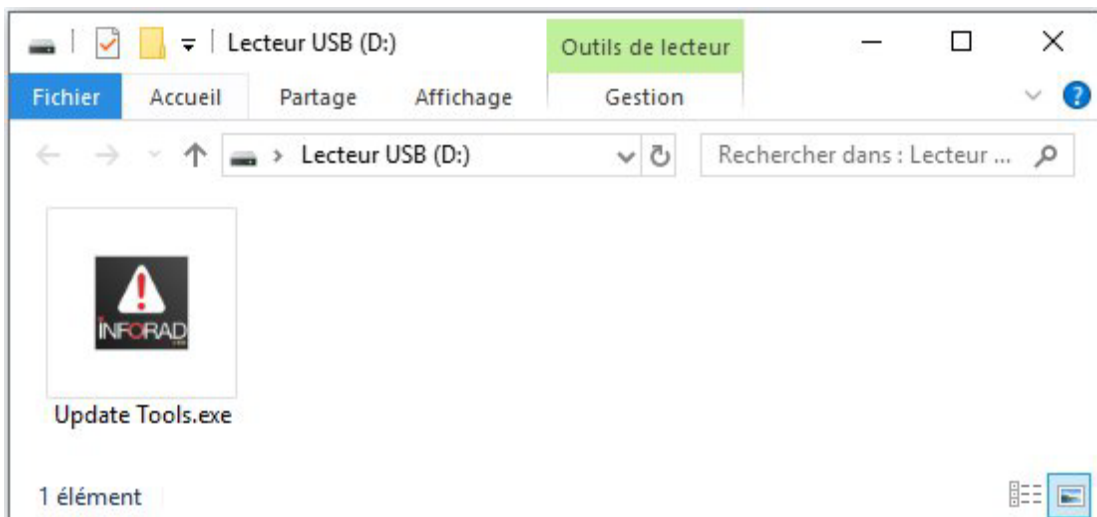 Lecteur USB (D:)
Outils de lecteur
Fichier Accueil Partage Affichage Gestion
Lecteur USB (D:)
Rechercher dans : Lecteur ...
INFORAD
Update Tools.exe
1 élément